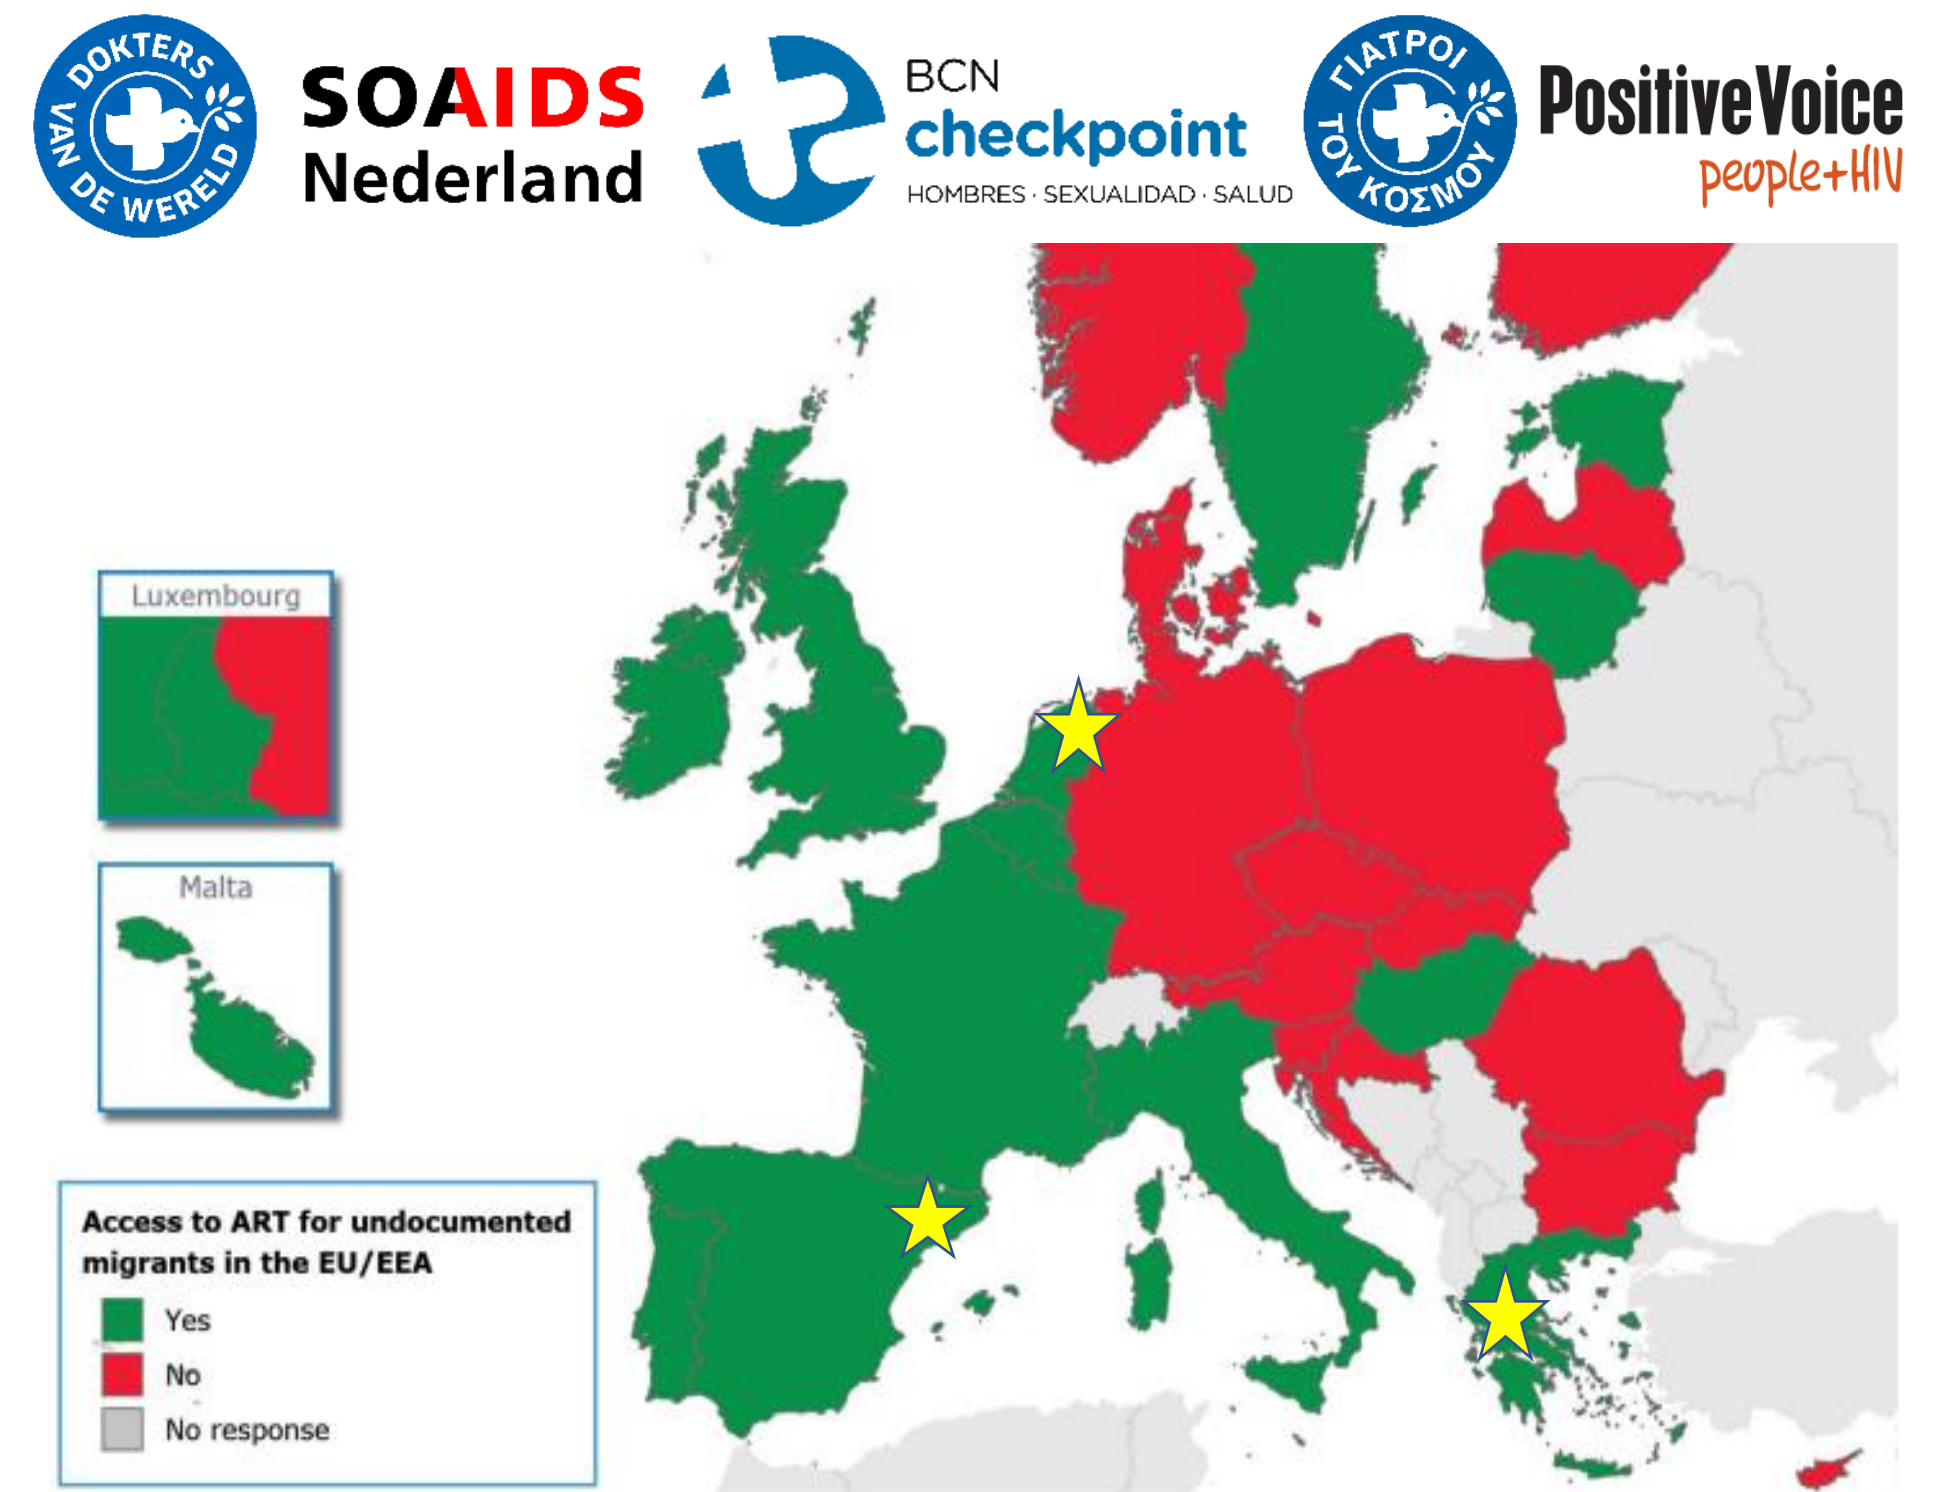 DOKTERS VAN DE WERELD
SOAIDS
Nederland
BCN
checkpoint
HOMBRES · SEXUALIDAD · SALUD
ΓΙΑΤΡΟΙ ΤΟΥ ΚΟΣΜΟΥ
PositiveVoice
people+HIV
Luxembourg
Malta
Access to ART for undocumented
migrants in the EU/EEA
Yes
No
No response